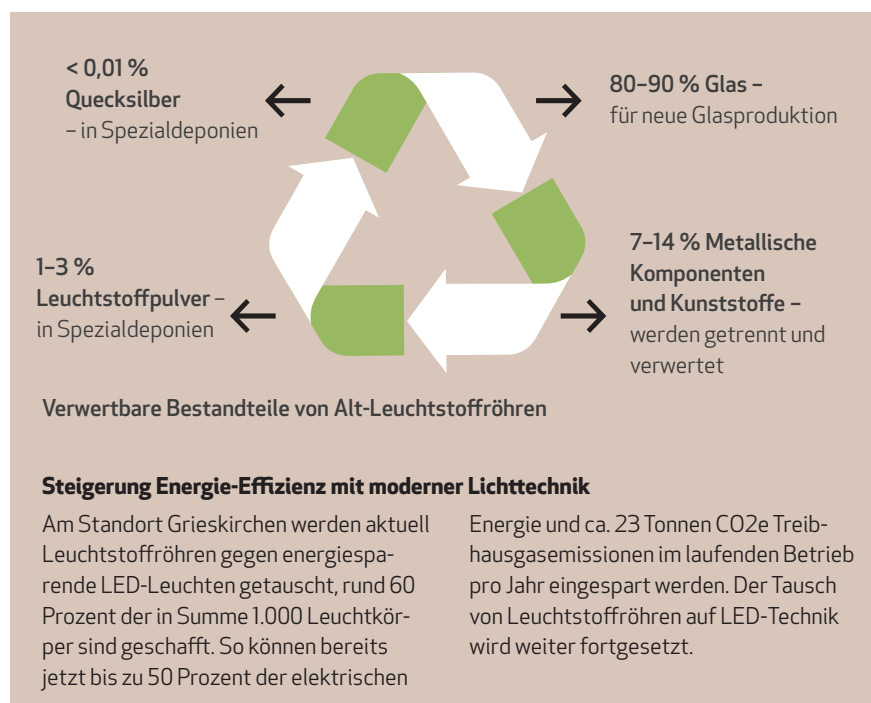 < 0,01 %
Quecksilber
– in Spezialdeponien
80–90 % Glas –
für neue Glasproduktion
1–3 %
Leuchtstoffpulver –
in Spezialdeponien
7–14 % Metallische
Komponenten
und Kunststoffe –
werden getrennt und
verwertet
Verwertbare Bestandteile von Alt-Leuchtstoffröhren
Steigerung Energie-Effizienz mit moderner Lichttechnik
Am Standort Grieskirchen werden aktuell
Leuchtstoffröhren gegen energiespa-
rende LED-Leuchten getauscht, rund 60
Prozent der in Summe 1.000 Leuchtkör-
per sind geschafft. So können bereits
jetzt bis zu 50 Prozent der elektrischen
Energie und ca. 23 Tonnen CO2e Treib-
hausgasemissionen im laufenden Betrieb
pro Jahr eingespart werden. Der Tausch
von Leuchtstoffröhren auf LED-Technik
wird weiter fortgesetzt.